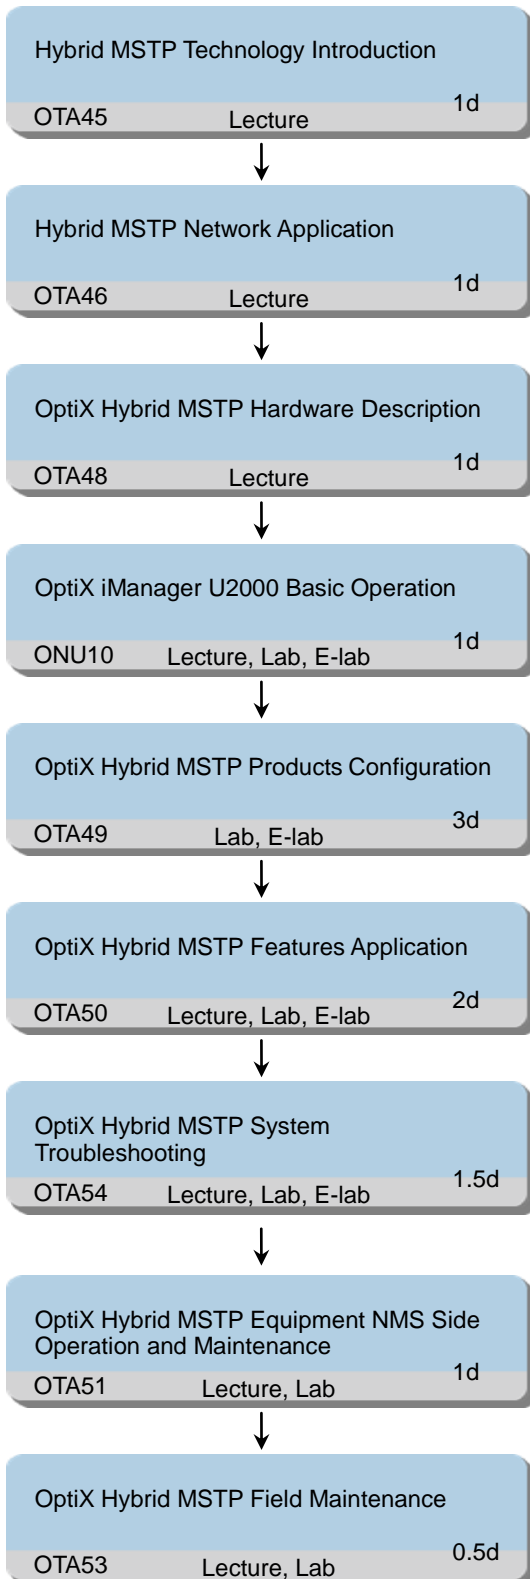 Hybrid MSTP Technology Introduction
1d
OTA45 Lecture
Hybrid MSTP Network Application
1d
OTA46 Lecture
OptiX Hybrid MSTP Hardware Description
1d
OTA48 Lecture
OptiX iManager U2000 Basic Operation
1d
ONU10 Lecture, Lab, E-lab
OptiX Hybrid MSTP Products Configuration
3d
OTA49 Lab, E-lab
OptiX Hybrid MSTP Features Application
2d
OTA50 Lecture, Lab, E-lab
OptiX Hybrid MSTP System
Troubleshooting
1.5d
OTA54 Lecture, Lab, E-lab
OptiX Hybrid MSTP Equipment NMS Side
Operation and Maintenance
1d
OTA51 Lecture, Lab
OptiX Hybrid MSTP Field Maintenance
0.5d
OTA53 Lecture, Lab